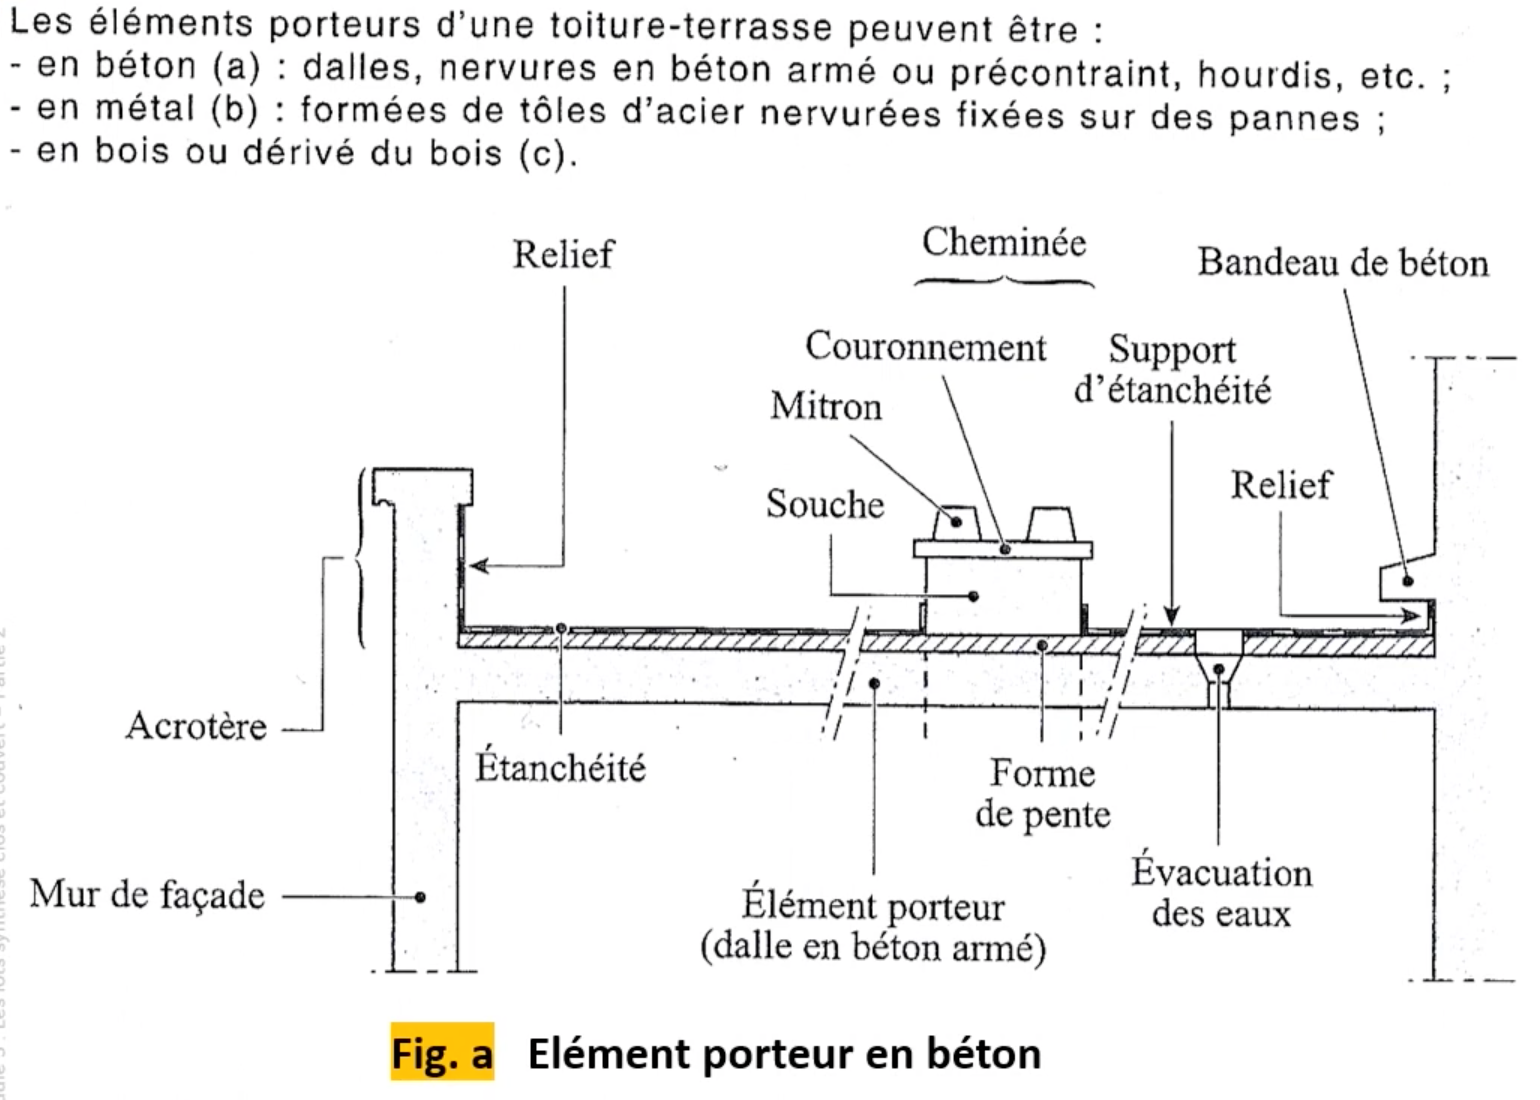 Les éléments porteurs d'une toiture-terrasse peuvent être :
- en béton (a) : dalles, nervures en béton armé ou précontraint, hourdis, etc. ;
- en métal (b) : formées de tôles d'acier nervurées fixées sur des pannes ;
- en bois ou dérivé du bois (c).
Relief
Cheminée
Bandeau de béton
Couronnement
Support
d'étanchéité
Mitron
Relief
Souche
Acrotère
Étanchéité
Forme
de pente
Mur de façade
Élément porteur
(dalle en béton armé)
Évacuation
des eaux
Fig. a Elément porteur en béton